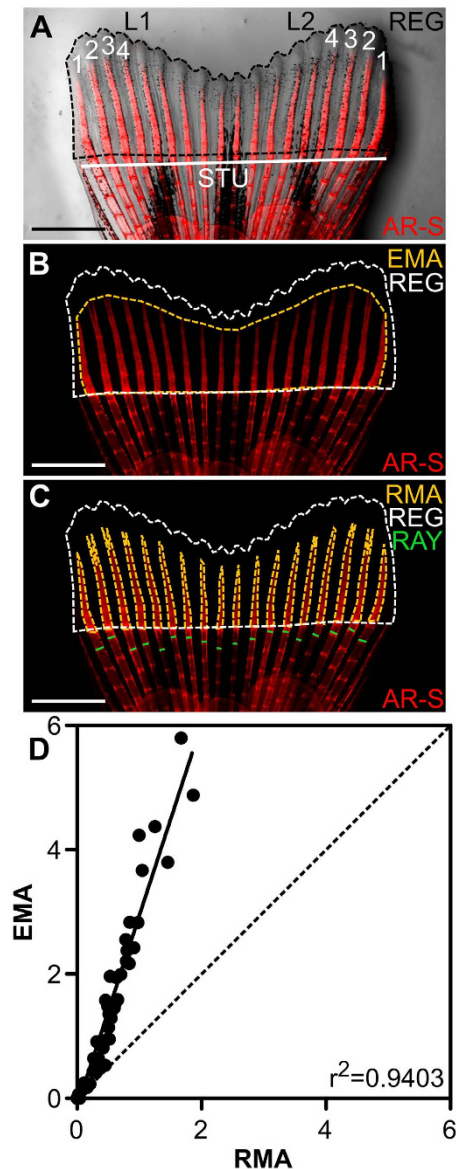 A L1 L2 REG
1 2 3 4 4 3 2 1
STU
AR-S
B EMA
REG
AR-S
C RMA
REG
RAY
AR-S
D
6
4
2
0
EMA
r²=0.9403
0 2 4 6
RMA